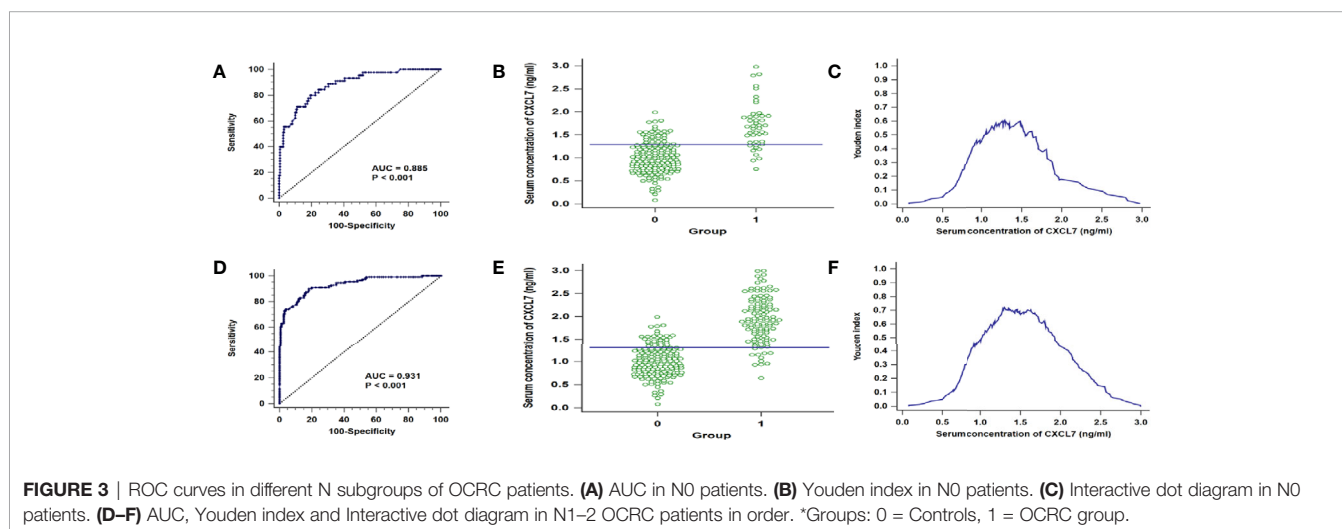 A
Sensitivity
100
80
60
40
20
0
AUC = 0.885
P < 0.001
0 20 40 60 80 100
100-Specificity
B
Serum concentration of CXCL7 (ng/ml)
3.0
2.5
2.0
1.5
1.0
0.5
0.0
0 1
Group
C
Youden index
1.0
0.9
0.8
0.7
0.6
0.5
0.4
0.3
0.2
0.1
0.0
0.0 0.5 1.0 1.5 2.0 2.5 3.0
Serum concentration of CXCL7 (ng/ml)
D
Sensitivity
100
80
60
40
20
0
AUC = 0.931
P < 0.001
0 20 40 60 80 100
100-Specificity
E
Serum concentration of CXCL7 (ng/ml)
3.0
2.5
2.0
1.5
1.0
0.5
0.0
0 1
Group
F
Youden index
1.0
0.9
0.8
0.7
0.6
0.5
0.4
0.3
0.2
0.1
0.0
0.0 0.5 1.0 1.5 2.0 2.5 3.0
Serum concentration of CXCL7 (ng/ml)
FIGURE 3 | ROC curves in different N subgroups of OCRC patients. (A) AUC in N0 patients. (B) Youden index in N0 patients. (C) Interactive dot diagram in N0
patients. (D–F) AUC, Youden index and Interactive dot diagram in N1–2 OCRC patients in order. *Groups: 0 = Controls, 1 = OCRC group.